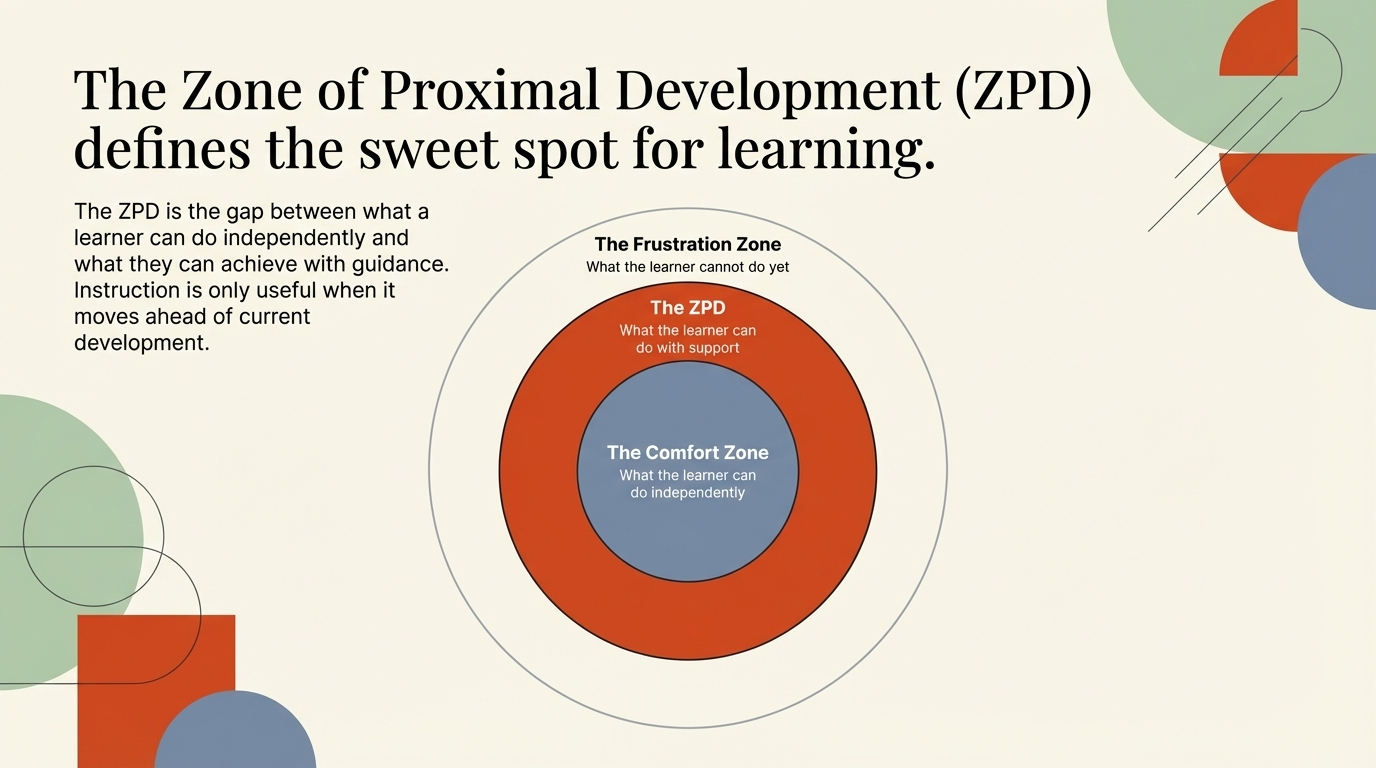 The Zone of Proximal Development (ZPD)
defines the sweet spot for learning.
The ZPD is the gap between what a
learner can do independently and
what they can achieve with guidance.
Instruction is only useful when it
moves ahead of current
development.
The Frustration Zone
What the learner cannot do yet
The ZPD
What the learner can
do with support
The Comfort Zone
What the learner can
do independently